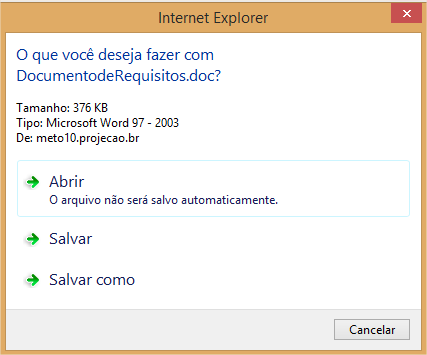 Internet Explorer
O que você deseja fazer com
DocumentodeRequisitos.doc?
Tamanho: 376 KB
Tipo: Microsoft Word 97 - 2003
De: meto10.projecao.br
Abrir
O arquivo não será salvo automaticamente.
Salvar
Salvar como
Cancelar